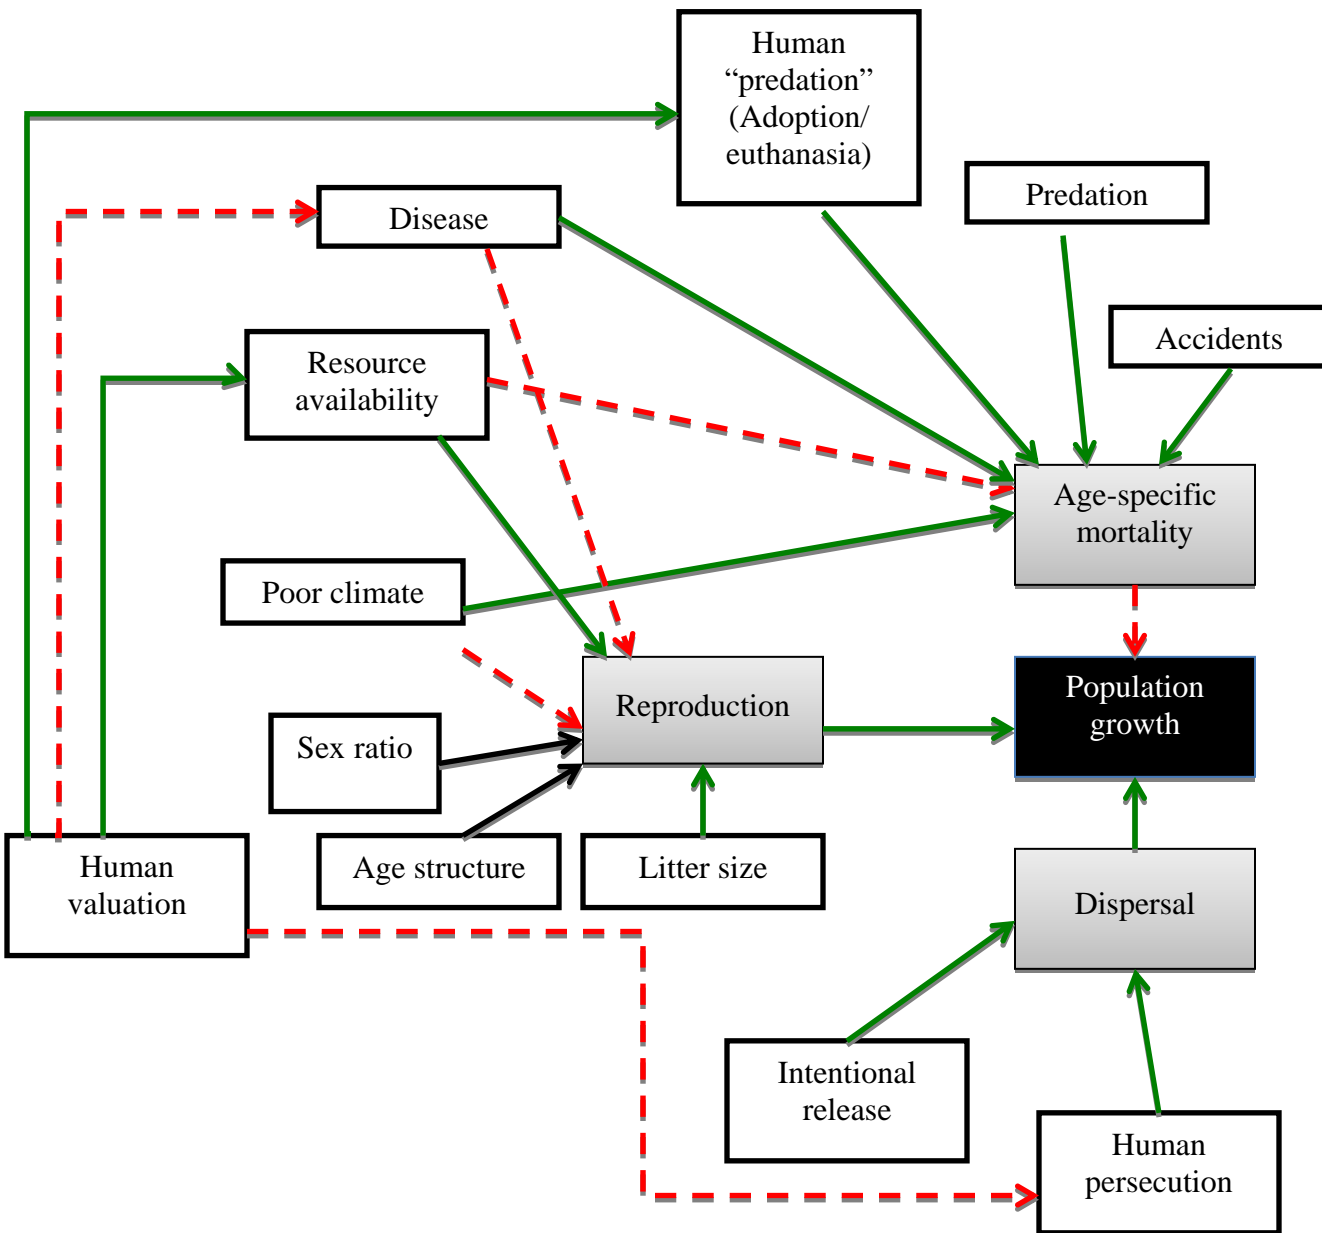 Human
“predation”
(Adoption/
euthanasia)
Predation
Disease
Accidents
Resource
availability
Age-specific
mortality
Poor climate
Reproduction
Population
growth
Sex ratio
Human
valuation
Age structure
Litter size
Dispersal
Intentional
release
Human
persecution